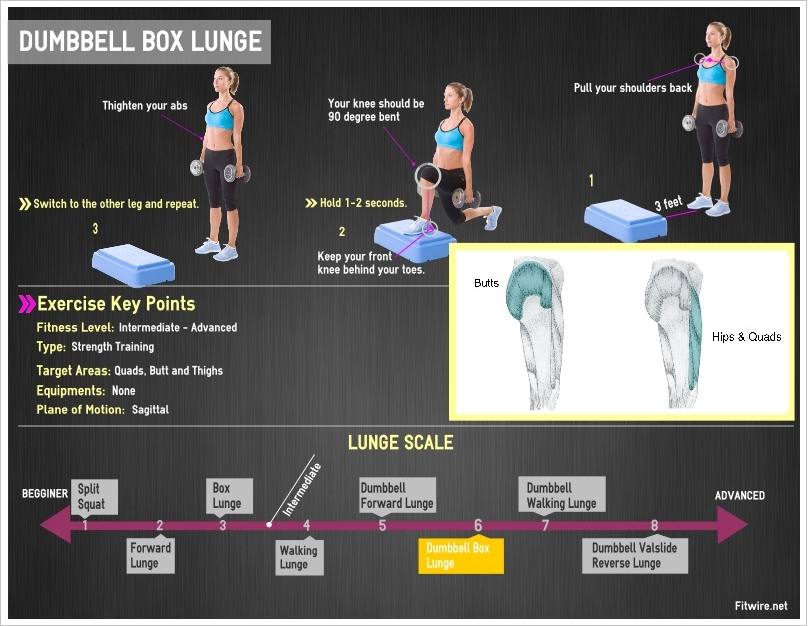 DUMBBELL BOX LUNGE
Thighten your abs
Switch to the other leg and repeat.
3
Your knee should be
90 degree bent
Hold 1-2 seconds.
2
Keep your front
knee behind your toes.
Pull your shoulders back
1
3 feet
Exercise Key Points
Fitness Level: Intermediate - Advanced
Type: Strength Training
Target Areas: Quads, Butt and Thighs
Equipments: None
Plane of Motion: Sagittal
Butts
Hips & Quads
LUNGE SCALE
BEGGINER
Split
Squat
1
2
Forward
Lunge
Box
Lunge
3
Intermediate
4
Walking
Lunge
Dumbbell
Forward Lunge
5
6
Dumbbell Box
Lunge
Dumbbell
Walking Lunge
7
8
Dumbbell Valslide
Reverse Lunge
ADVANCED
Fitwire.net